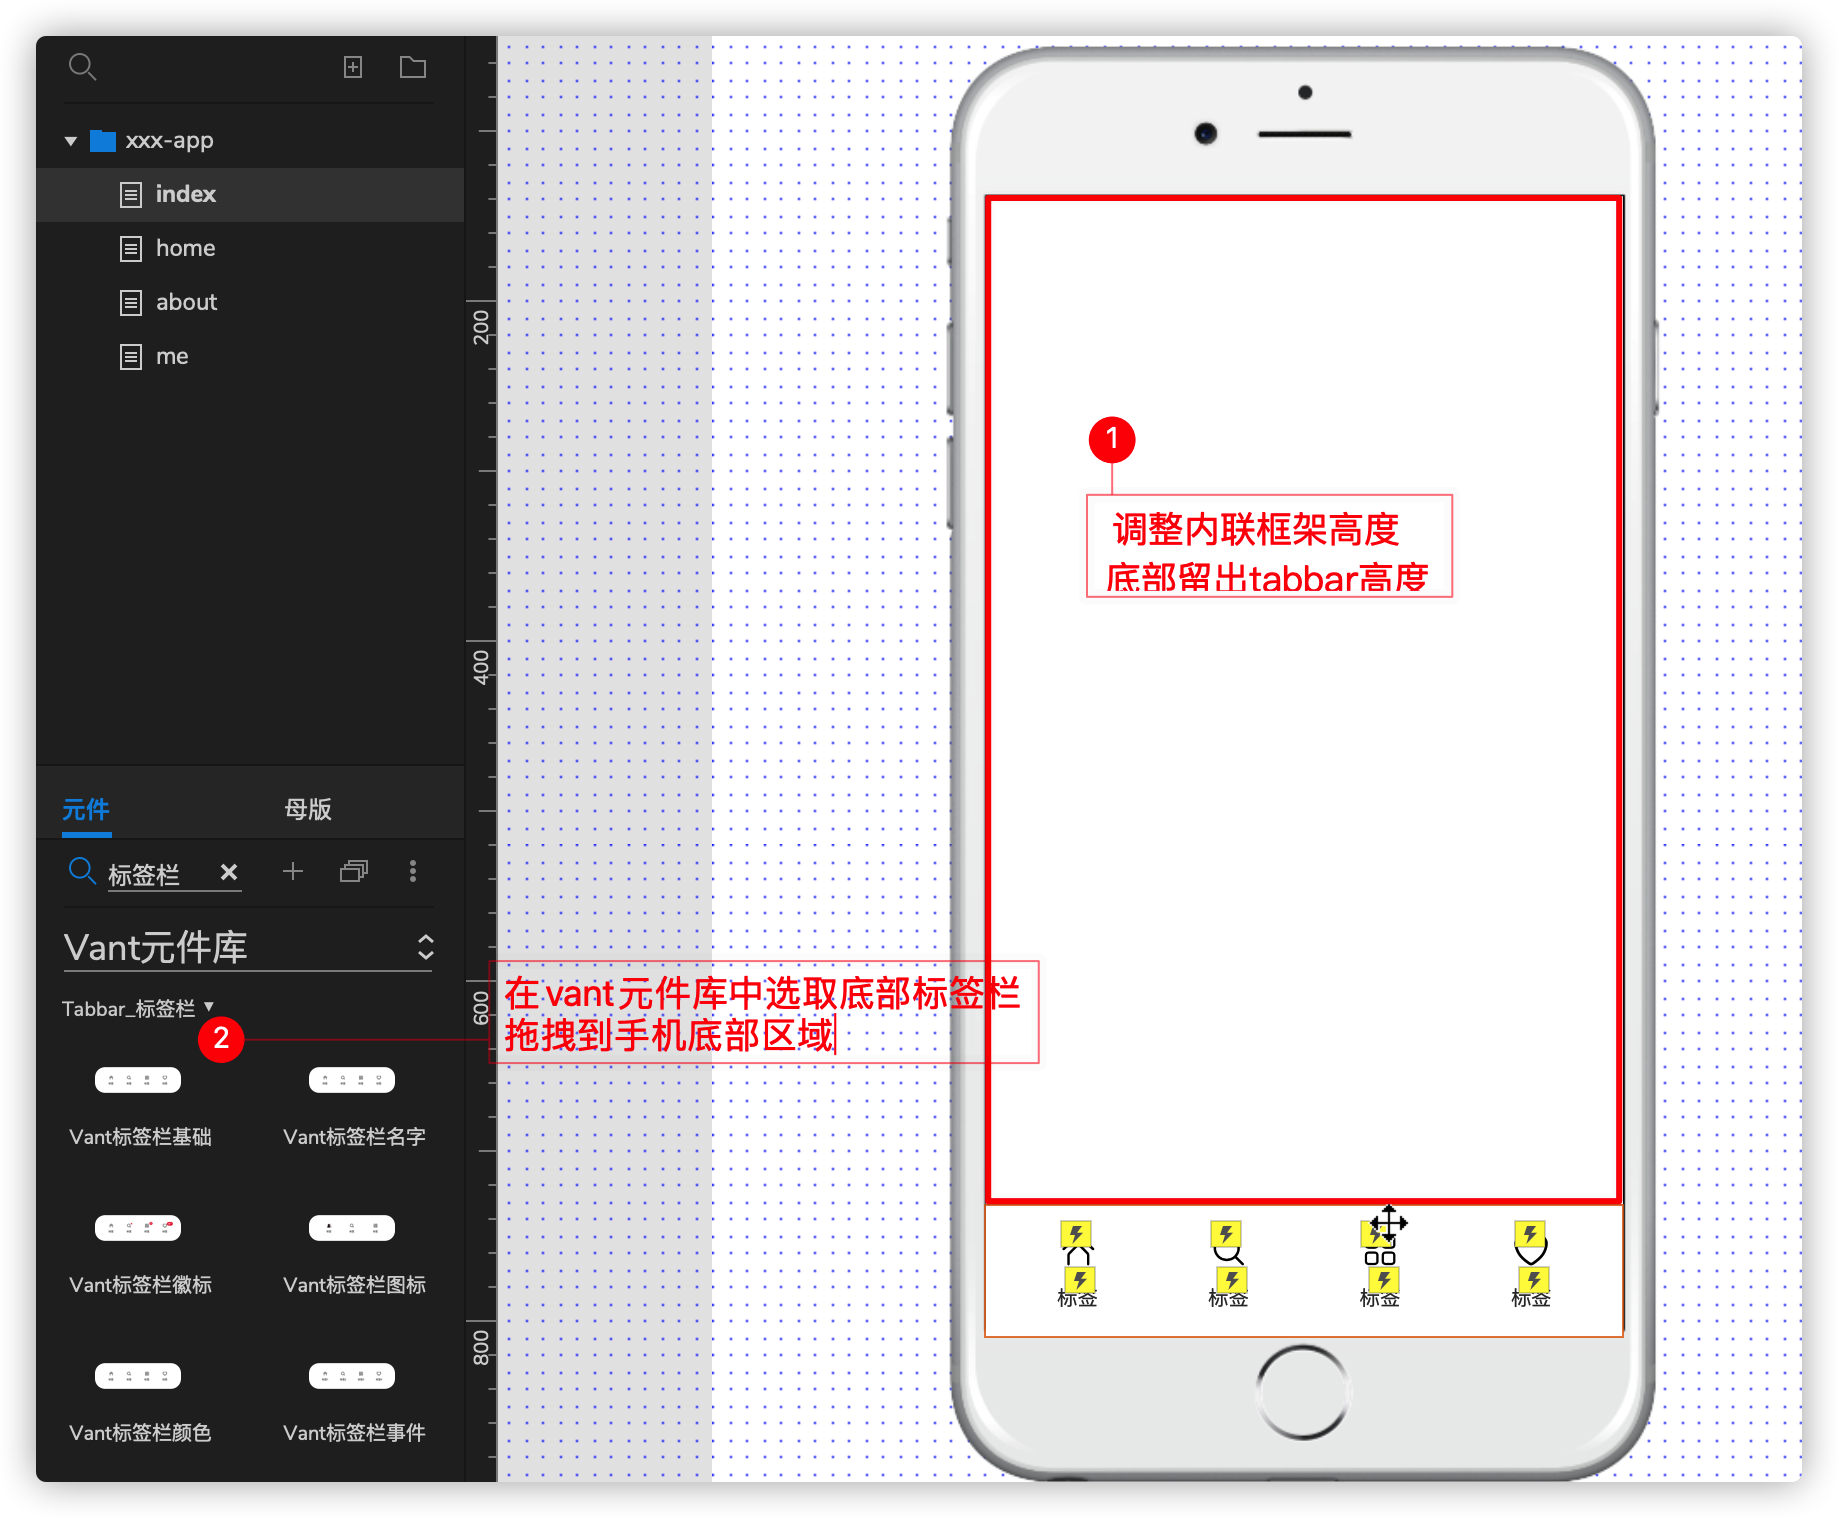 xxx-app
index
home
about
me
元件
母版
标签栏
Vant元件库
Tabbar_标签栏
2
Vant标签栏基础
Vant标签栏名字
Vant标签栏徽标
Vant标签栏图标
Vant标签栏颜色
Vant标签栏事件
200
400
600
800
1
调整内联框架高度
底部留出tabbar高度
在vant元件库中选取底部标签栏
拖拽到手机底部区域
标签
标签
标签
标签